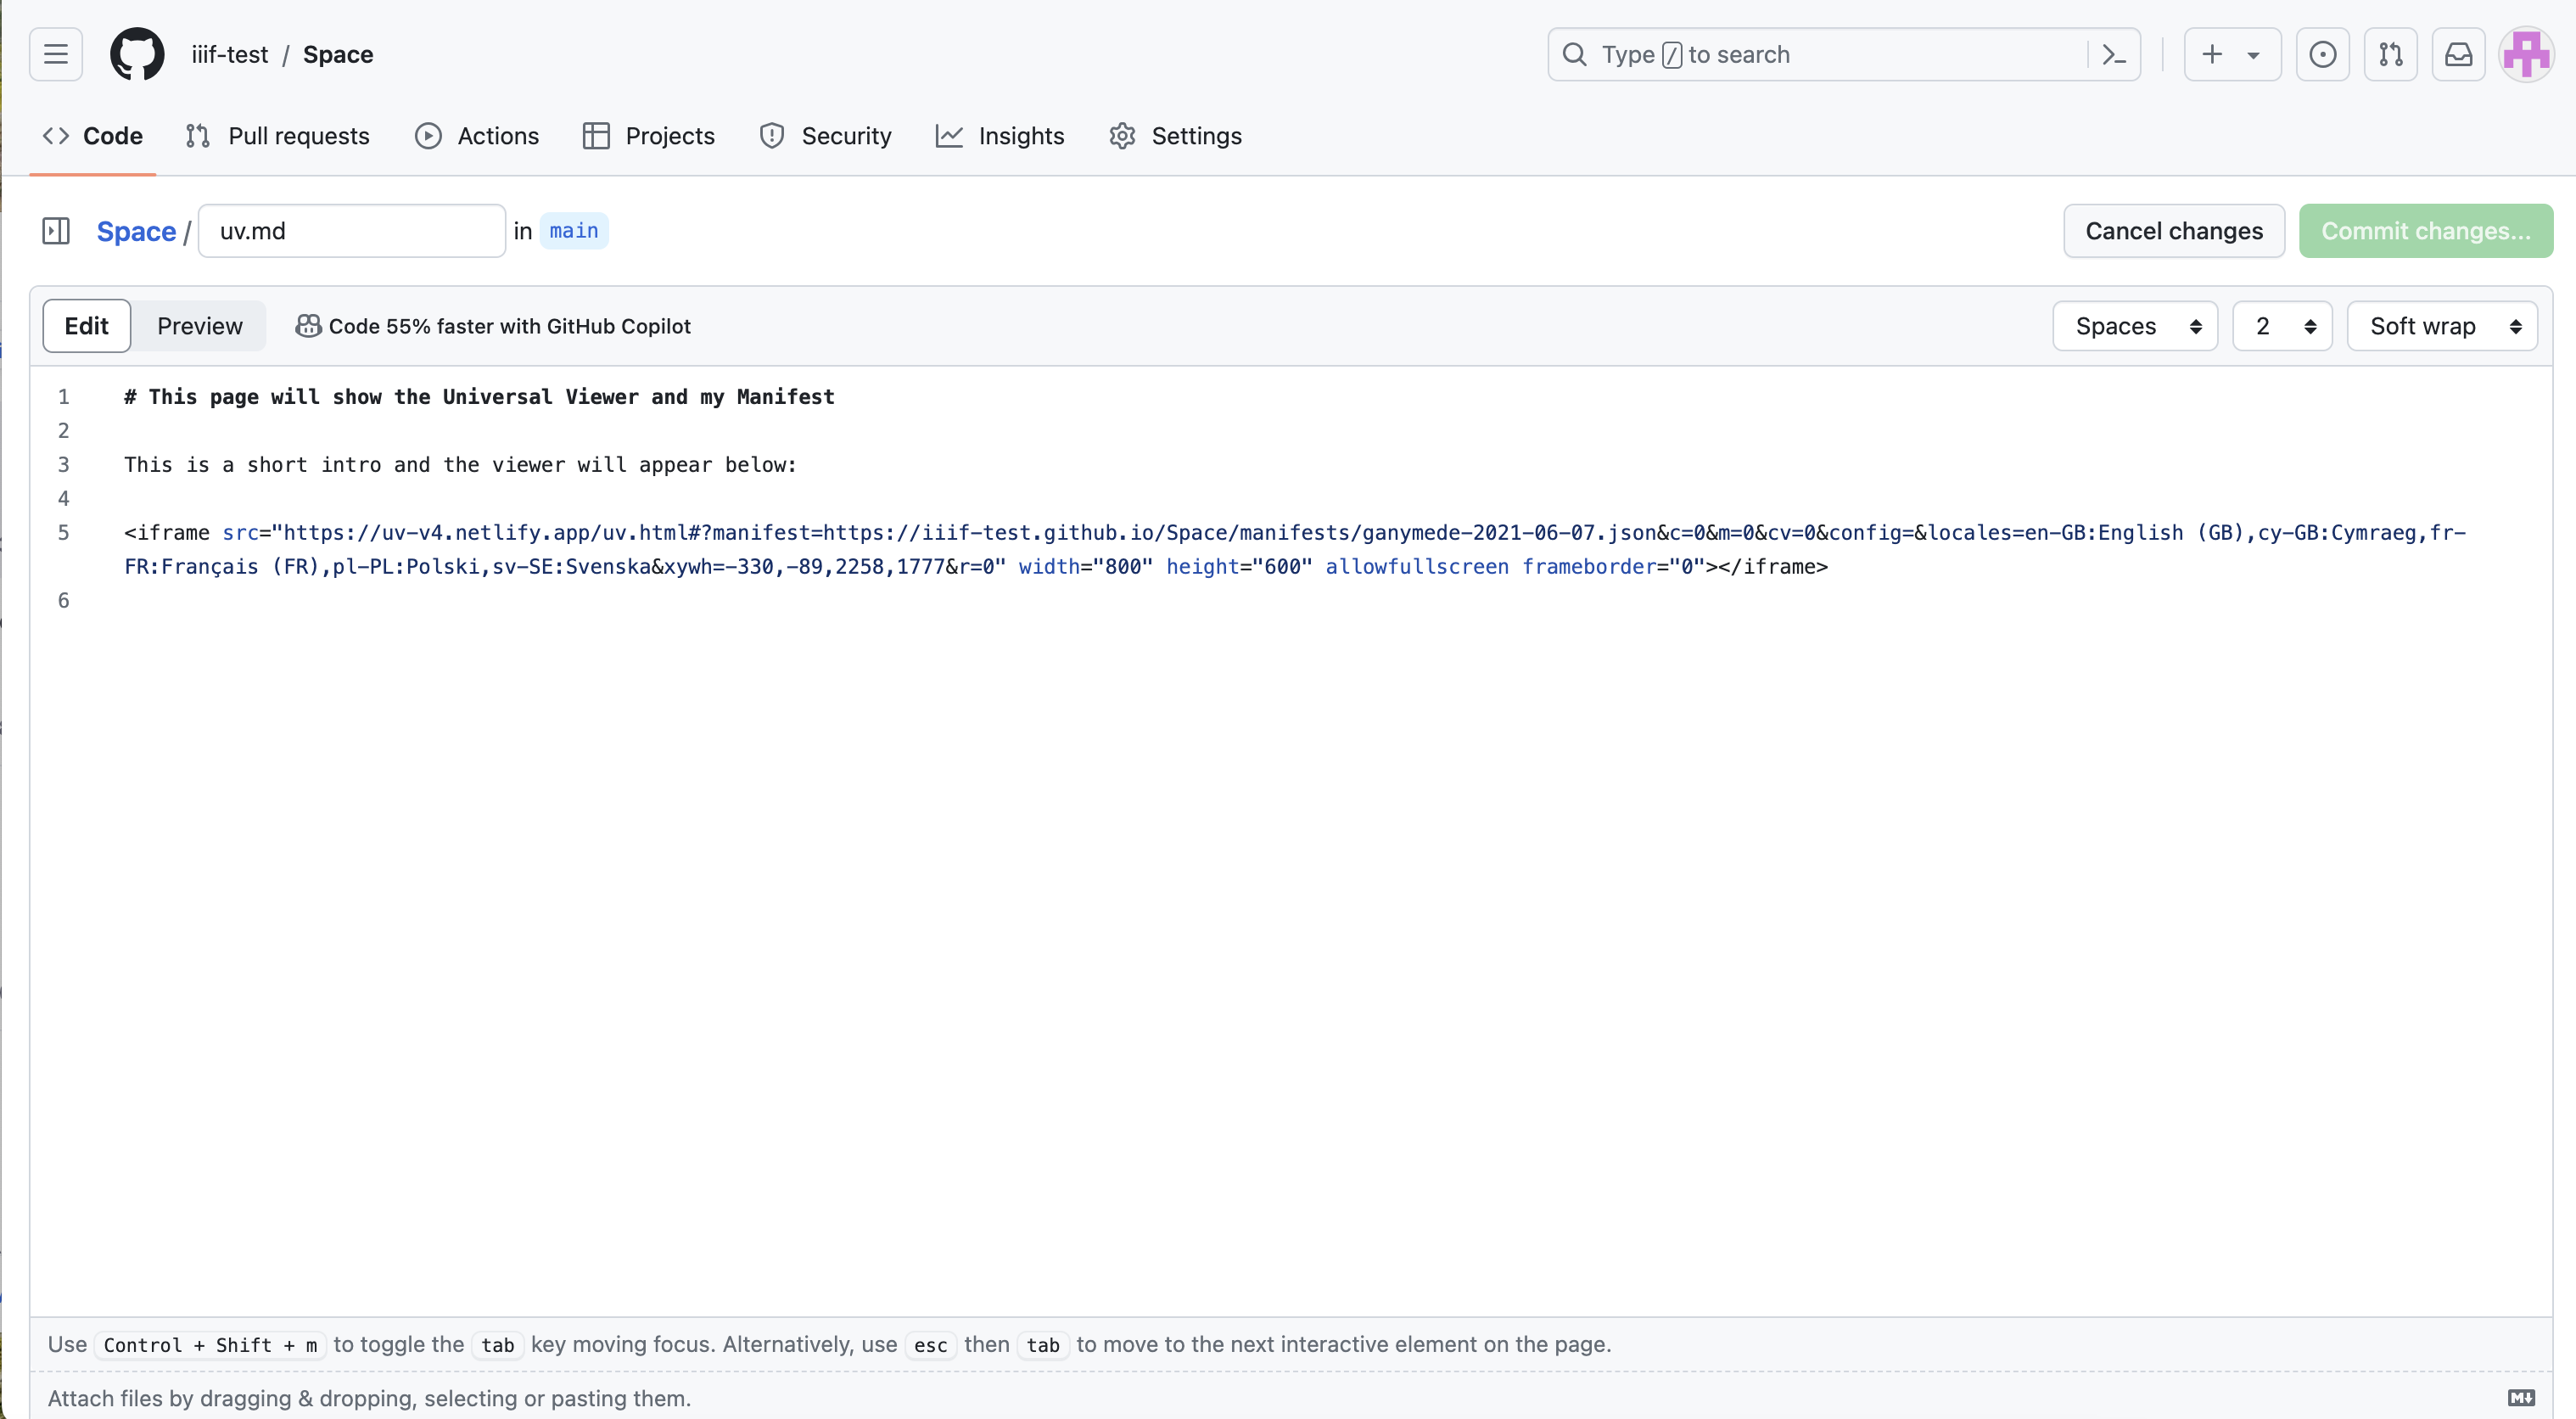 iiif-test / Space
Type / to search
Code
Pull requests
Actions
Projects
Security
Insights
Settings
Space / uv.md in main
Cancel changes
Commit changes...
Edit
Preview
Code 55% faster with GitHub Copilot
Spaces
2
Soft wrap
1 # This page will show the Universal Viewer and my Manifest
2
3 This is a short intro and the viewer will appear below:
4
5 <iframe src="https://uv-v4.netlify.app/uv.html#?manifest=https://iiif-test.github.io/Space/manifests/ganymede-2021-06-07.json&c=0&m=0&cv=0&config=&locales=en-GB:English (GB),cy-GB:Cymraeg,fr-
FR:Français (FR),pl-PL:Polski,sv-SE:Svenska&xywh=-330,-89,2258,1777&r=0" width="800" height="600" allowfullscreen frameborder="0"></iframe>
6
Use Control + Shift + m to toggle the tab key moving focus. Alternatively, use esc then tab to move to the next interactive element on the page.
Attach files by dragging & dropping, selecting or pasting them.